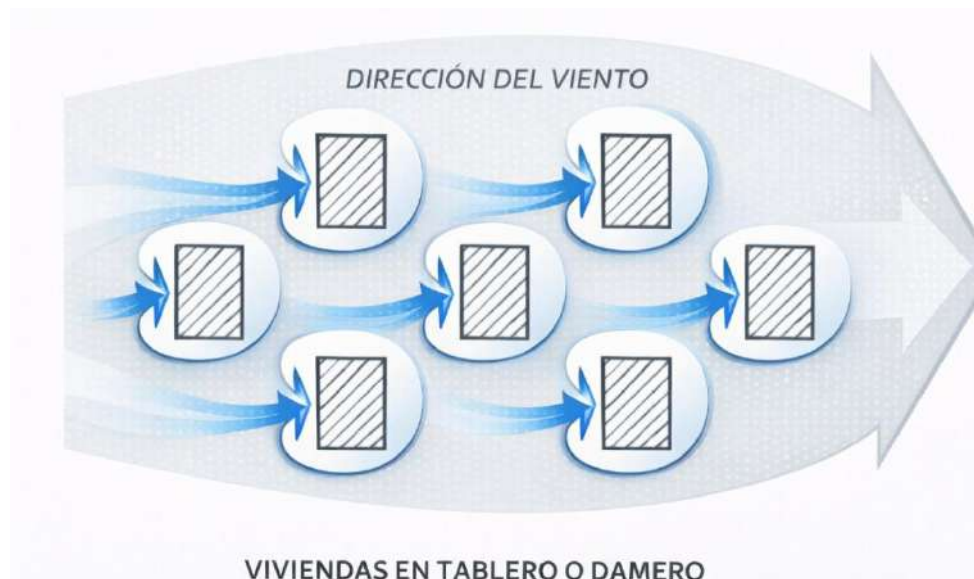 DIRECCIÓN DEL VIENTO
VIVIENDAS EN TABLERO O DAMERO